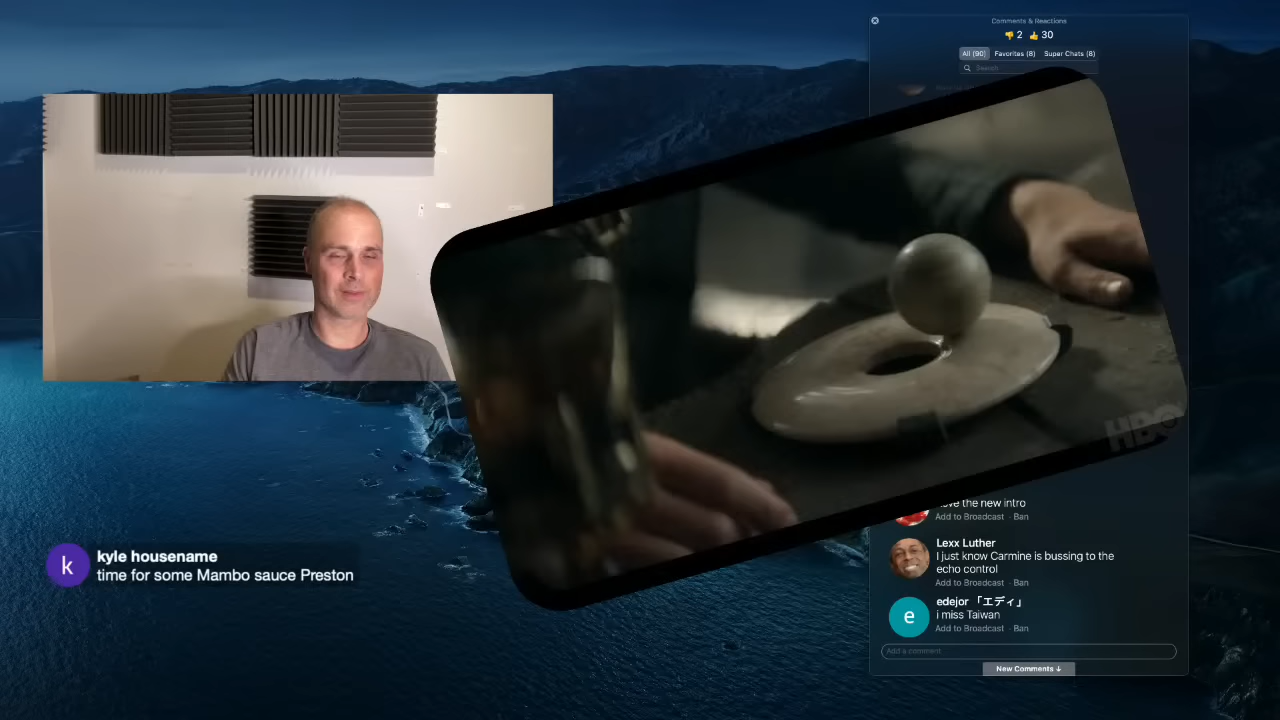 Comments & Reactions
👎 2 👍 30
All (90) Favorites (8) Super Chats (8)
Search
HBO
love the new intro
Add to Broadcast · Ban
Lexx Luther
I just know Carmine is bussing to the
echo control
Add to Broadcast · Ban
e
edejor 「エディ」
i miss Taiwan
Add to Broadcast · Ban
Add a comment
New Comments ↓
k
kyle housename
time for some Mambo sauce Preston